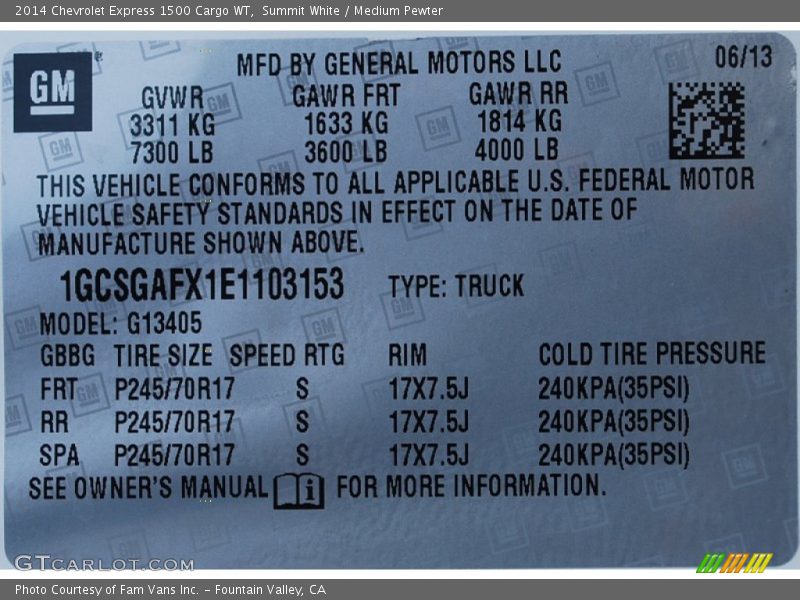 2014 Chevrolet Express 1500 Cargo WT, Summit White / Medium Pewter
GM
MFD BY GENERAL MOTORS LLC 06/13
GVWR GAWR FRT GAWR RR
3311 KG 1633 KG 1814 KG
7300 LB 3600 LB 4000 LB
THIS VEHICLE CONFORMS TO ALL APPLICABLE U.S. FEDERAL MOTOR
VEHICLE SAFETY STANDARDS IN EFFECT ON THE DATE OF
MANUFACTURE SHOWN ABOVE.
1GCSGAFX1E1103153 TYPE: TRUCK
MODEL: G13405
GBBG TIRE SIZE SPEED RTG RIM COLD TIRE PRESSURE
FRT P245/70R17 S 17X7.5J 240KPA(35PSI)
RR P245/70R17 S 17X7.5J 240KPA(35PSI)
SPA P245/70R17 S 17X7.5J 240KPA(35PSI)
SEE OWNER'S MANUAL i FOR MORE INFORMATION.
GTCARLOT.COM
Photo Courtesy of Fam Vans Inc. - Fountain Valley, CA